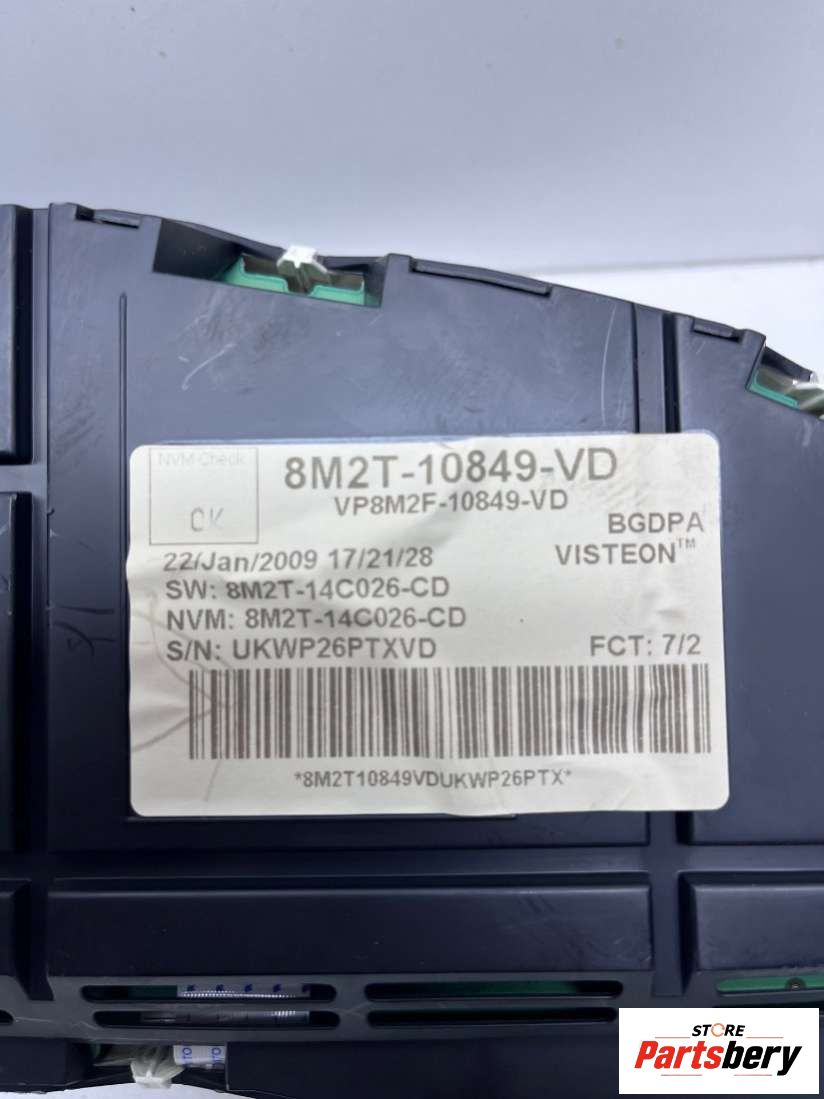 NVM Check
OK
8M2T-10849-VD
VP8M2F-10849-VD
BGDPA
22/Jan/2009 17/21/28
VISTEON™
SW: 8M2T-14C026-CD
NVM: 8M2T-14C026-CD
S/N: UKWP26PTXVD
FCT: 7/2
*8M2T10849VDUKWP26PTX*
STORE
Partsbery